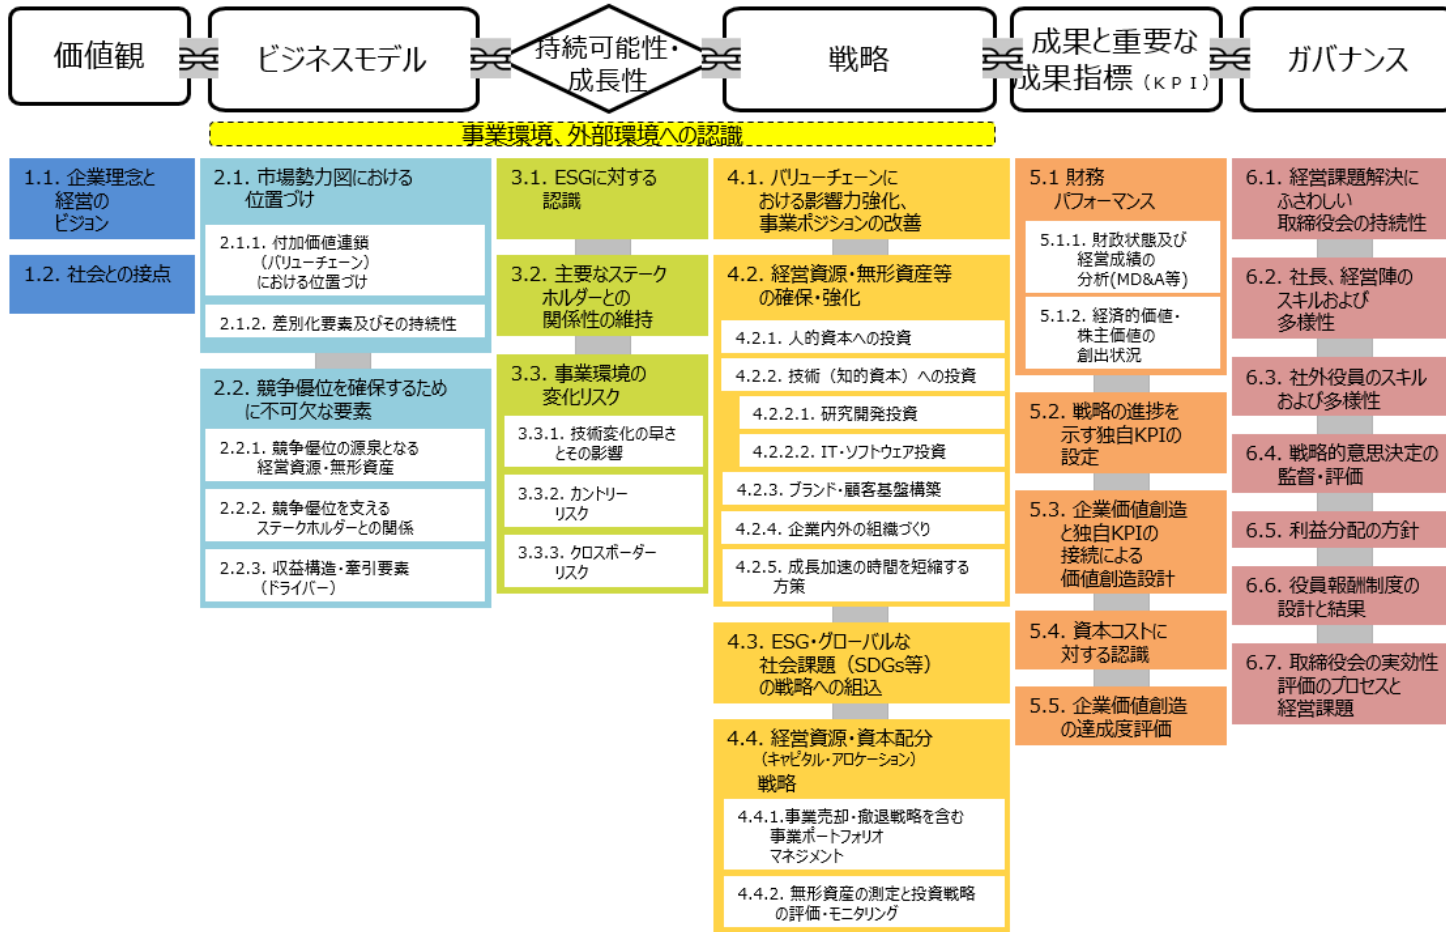 価値観
ビジネスモデル
持続可能性・
成長性
戦略
成果と重要な
成果指標（KPI）
ガバナンス
事業環境、外部環境への認識
1.1. 企業理念と
経営の
ビジョン
1.2. 社会との接点
2.1. 市場勢力図における
位置づけ
2.1.1. 付加価値連鎖
（バリューチェーン）
における位置づけ
2.1.2. 差別化要素及びその持続性
2.2. 競争優位を確保するため
に不可欠な要素
2.2.1. 競争優位の源泉となる
経営資源・無形資産
2.2.2. 競争優位を支える
ステークホルダーとの関係
2.2.3. 収益構造・牽引要素
（ドライバー）
3.1. ESGに対する
認識
3.2. 主要なステーク
ホルダーとの
関係性の維持
3.3. 事業環境の
変化リスク
3.3.1. 技術変化の早さ
とその影響
3.3.2. カントリー
リスク
3.3.3. クロスボーダー
リスク
4.1. バリューチェーンに
おける影響力強化、
事業ポジションの改善
4.2. 経営資源・無形資産等
の確保・強化
4.2.1. 人的資本への投資
4.2.2. 技術（知的資本）への投資
4.2.2.1. 研究開発投資
4.2.2.2. IT・ソフトウェア投資
4.2.3. ブランド・顧客基盤構築
4.2.4. 企業内外の組織づくり
4.2.5. 成長加速の時間を短縮する
方策
4.3. ESG・グローバルな
社会課題（SDGs等）
の戦略への組込
4.4. 経営資源・資本配分
（キャピタル・アロケーション）
戦略
4.4.1.事業売却・撤退戦略を含む
事業ポートフォリオ
マネジメント
4.4.2. 無形資産の測定と投資戦略
の評価・モニタリング
5.1 財務
パフォーマンス
5.1.1. 財政状態及び
経営成績の
分析(MD&A等)
5.1.2. 経済的価値・
株主価値の
創出状況
5.2. 戦略の進捗を
示す独自KPIの
設定
5.3. 企業価値創造
と独自KPIの
接続による
価値創造設計
5.4. 資本コストに
対する認識
5.5. 企業価値創造
の達成度評価
6.1. 経営課題解決に
ふさわしい
取締役会の持続性
6.2. 社長、経営陣の
スキルおよび
多様性
6.3. 社外役員のスキル
および多様性
6.4. 戦略的意思決定の
監督・評価
6.5. 利益分配の方針
6.6. 役員報酬制度の
設計と結果
6.7. 取締役会の実効性
評価のプロセスと
経営課題